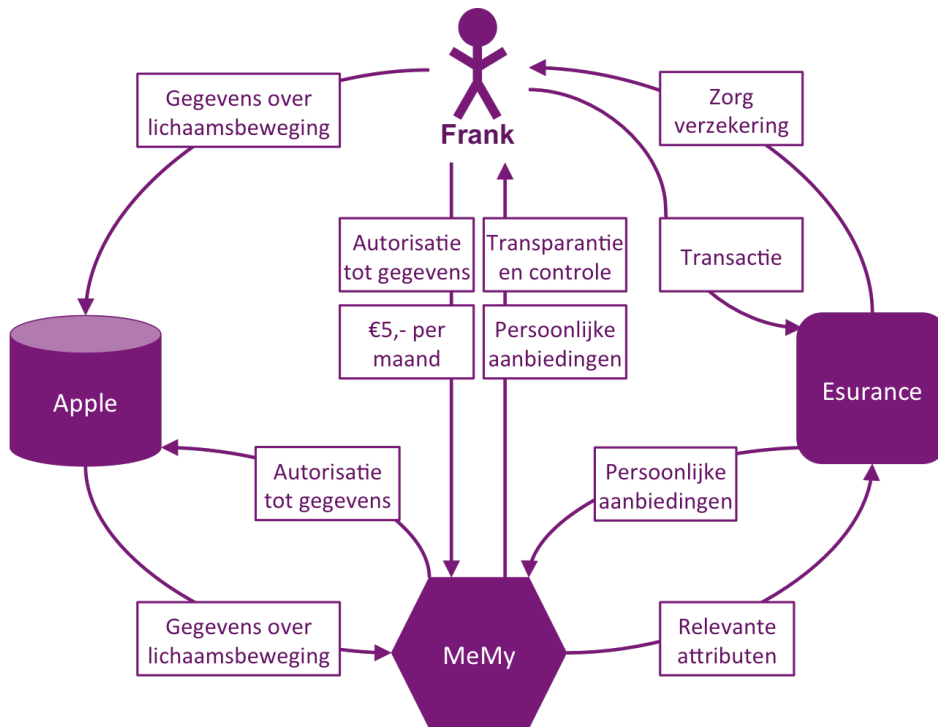 Gegevens over
lichaamsbeweging
Frank
Zorg
verzekering
Autorisatie
tot gegevens
Transparantie
en controle
Transactie
€5,- per
maand
Persoonlijke
aanbiedingen
Apple
Esurance
Autorisatie
tot gegevens
Persoonlijke
aanbiedingen
Gegevens over
lichaamsbeweging
MeMy
Relevante
attributen